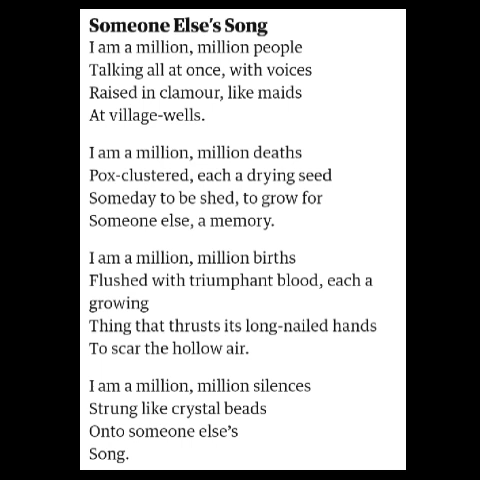 Someone Else's Song
I am a million, million people
Talking all at once, with voices
Raised in clamour, like maids
At village-wells.
I am a million, million deaths
Pox-clustered, each a drying seed
Someday to be shed, to grow for
Someone else, a memory.
I am a million, million births
Flushed with triumphant blood, each a
growing
Thing that thrusts its long-nailed hands
To scar the hollow air.
I am a million, million silences
Strung like crystal beads
Onto someone else’s
Song.